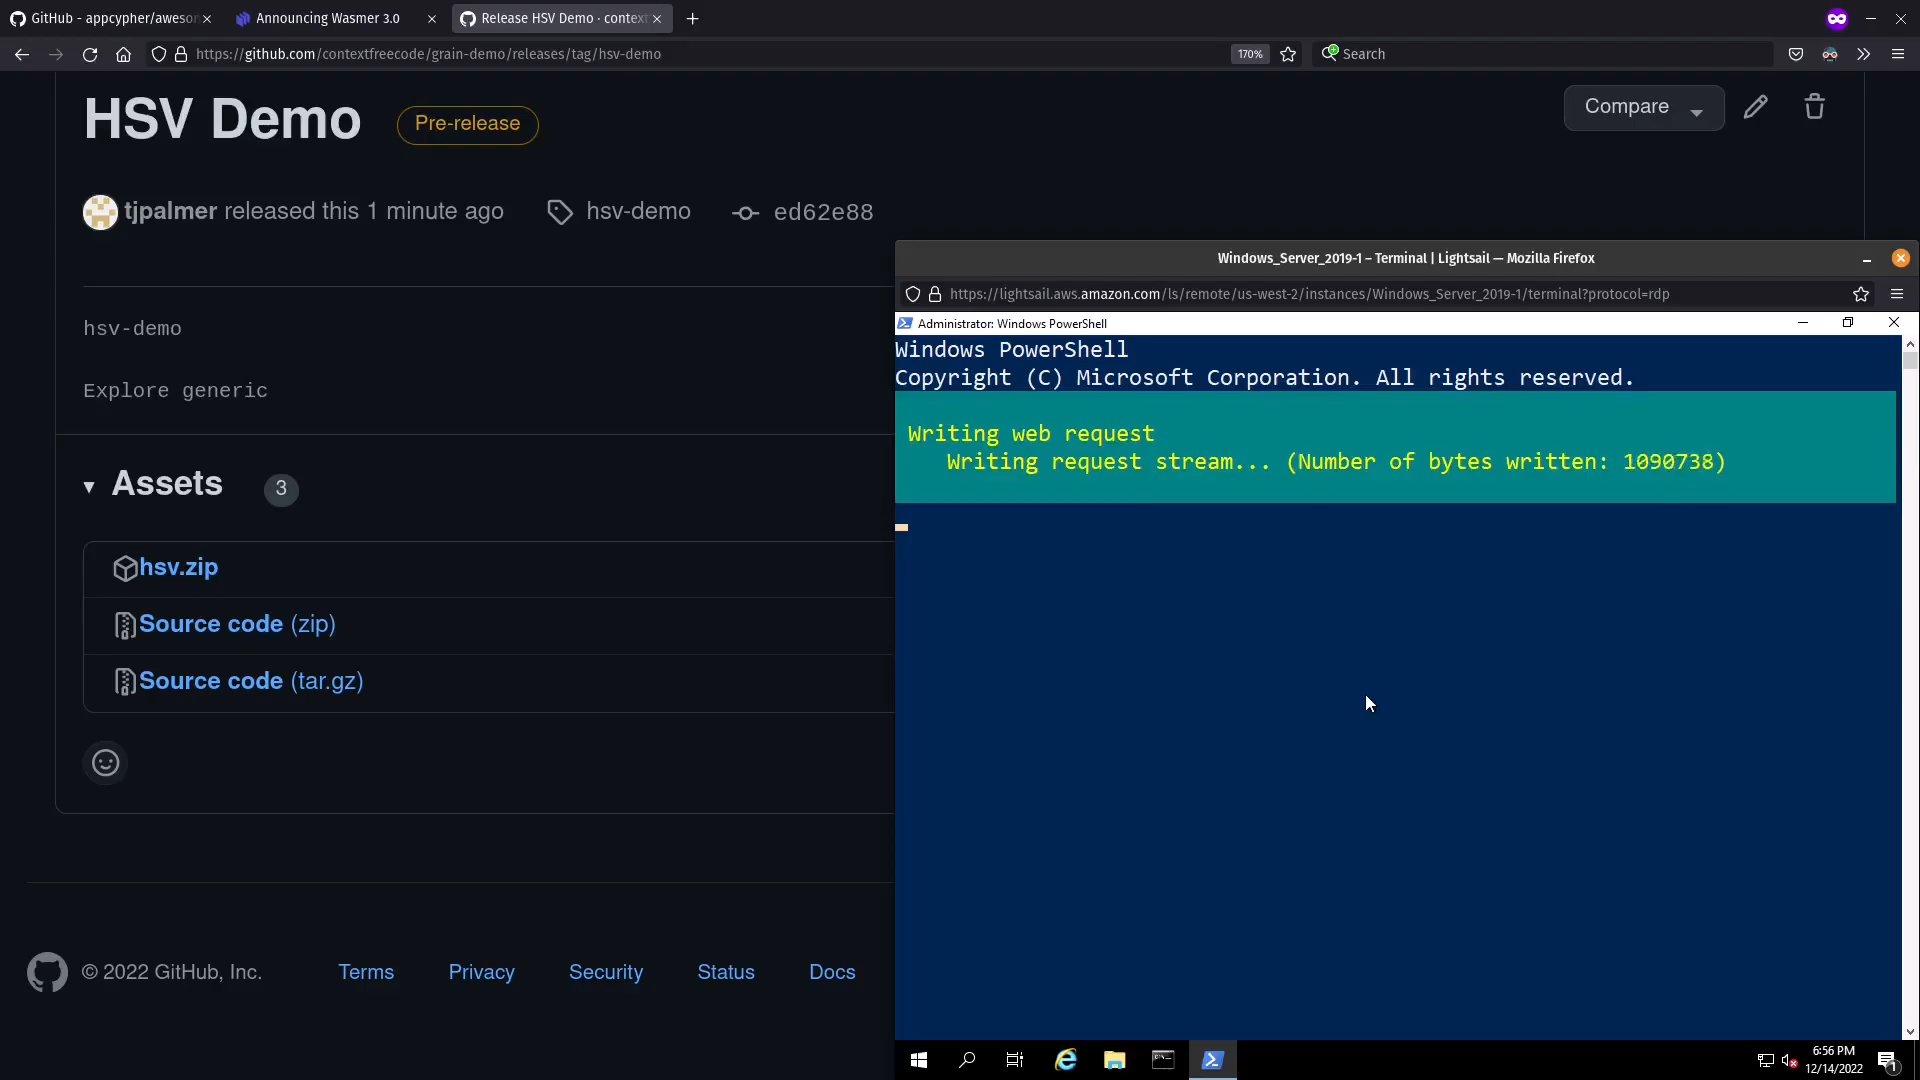 GitHub - appcypher/aweson
Announcing Wasmer 3.0
Release HSV Demo · contex
https://github.com/contextfreecode/grain-demo/releases/tag/hsv-demo
170%
Search
HSV Demo
Pre-release
Compare
tjpalmer released this 1 minute ago
hsv-demo
ed62e88
hsv-demo
Explore generic
Assets
3
hsv.zip
Source code (zip)
Source code (tar.gz)
© 2022 GitHub, Inc.
Terms
Privacy
Security
Status
Docs
Windows_Server_2019-1 – Terminal | Lightsail — Mozilla Firefox
https://lightsail.aws.amazon.com/ls/remote/us-west-2/instances/Windows_Server_2019-1/terminal?protocol=rdp
Administrator: Windows PowerShell
Windows PowerShell
Copyright (C) Microsoft Corporation. All rights reserved.
Writing web request
Writing request stream... (Number of bytes written: 1090738)
6:56 PM
12/14/2022
1